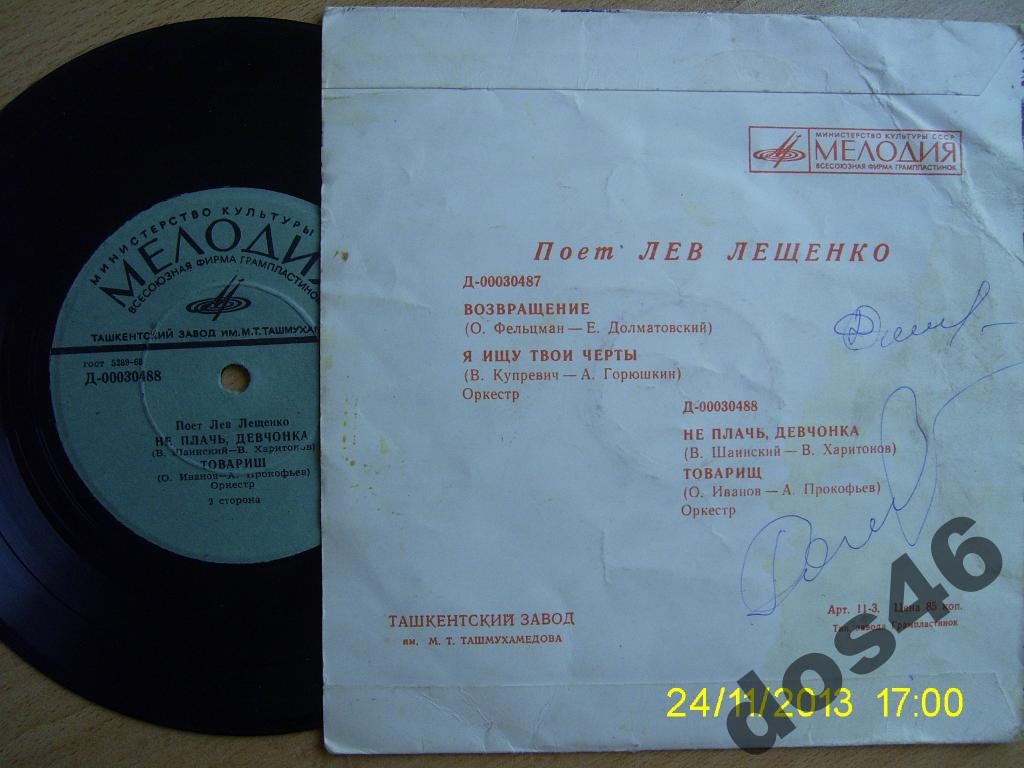 МИНИСТЕРСТВО КУЛЬТУРЫ
МЕЛОДИЯ
ВСЕСОЮЗНАЯ ФИРМА ГРАМПЛАСТИНОК
ТАШКЕНТСКИЙ ЗАВОД ИМ. М.Т.ТАШМУХАМ
ГОСТ 5289-68
Д-00030488
Поет Лев Лещенко
НЕ ПЛАЧЬ, ДЕВЧОНКА
(В. Шаинский-В. Харитонов)
ТОВАРИЩ
(О. Иванов—А. Прокофьев)
Оркестр
2 сторона
МИНИСТЕРСТВО КУЛЬТУРЫ СССР
МЕЛОДИЯ
ВСЕСОЮЗНАЯ ФИРМА ГРАМПЛАСТИНОК
Поет ЛЕВ ЛЕЩЕНКО
Д-00030487
ВОЗВРАЩЕНИЕ
(О. Фельцман—Е. Долматовский)
Я ИЩУ ТВОИ ЧЕРТЫ
(В. Купревич—А. Горюшкин)
Оркестр
Д-00030488
НЕ ПЛАЧЬ, ДЕВЧОНКА
(В. Шаинский—В. Харитонов)
ТОВАРИЩ
(О. Иванов—А. Прокофьев)
Оркестр
Арт. 11-3. Цена 85 коп.
Тип. завода Грампластинок
ТАШКЕНТСКИЙ ЗАВОД
им. М. Т. ТАШМУХАМЕДОВА
24/11/2013 17:00
dos46